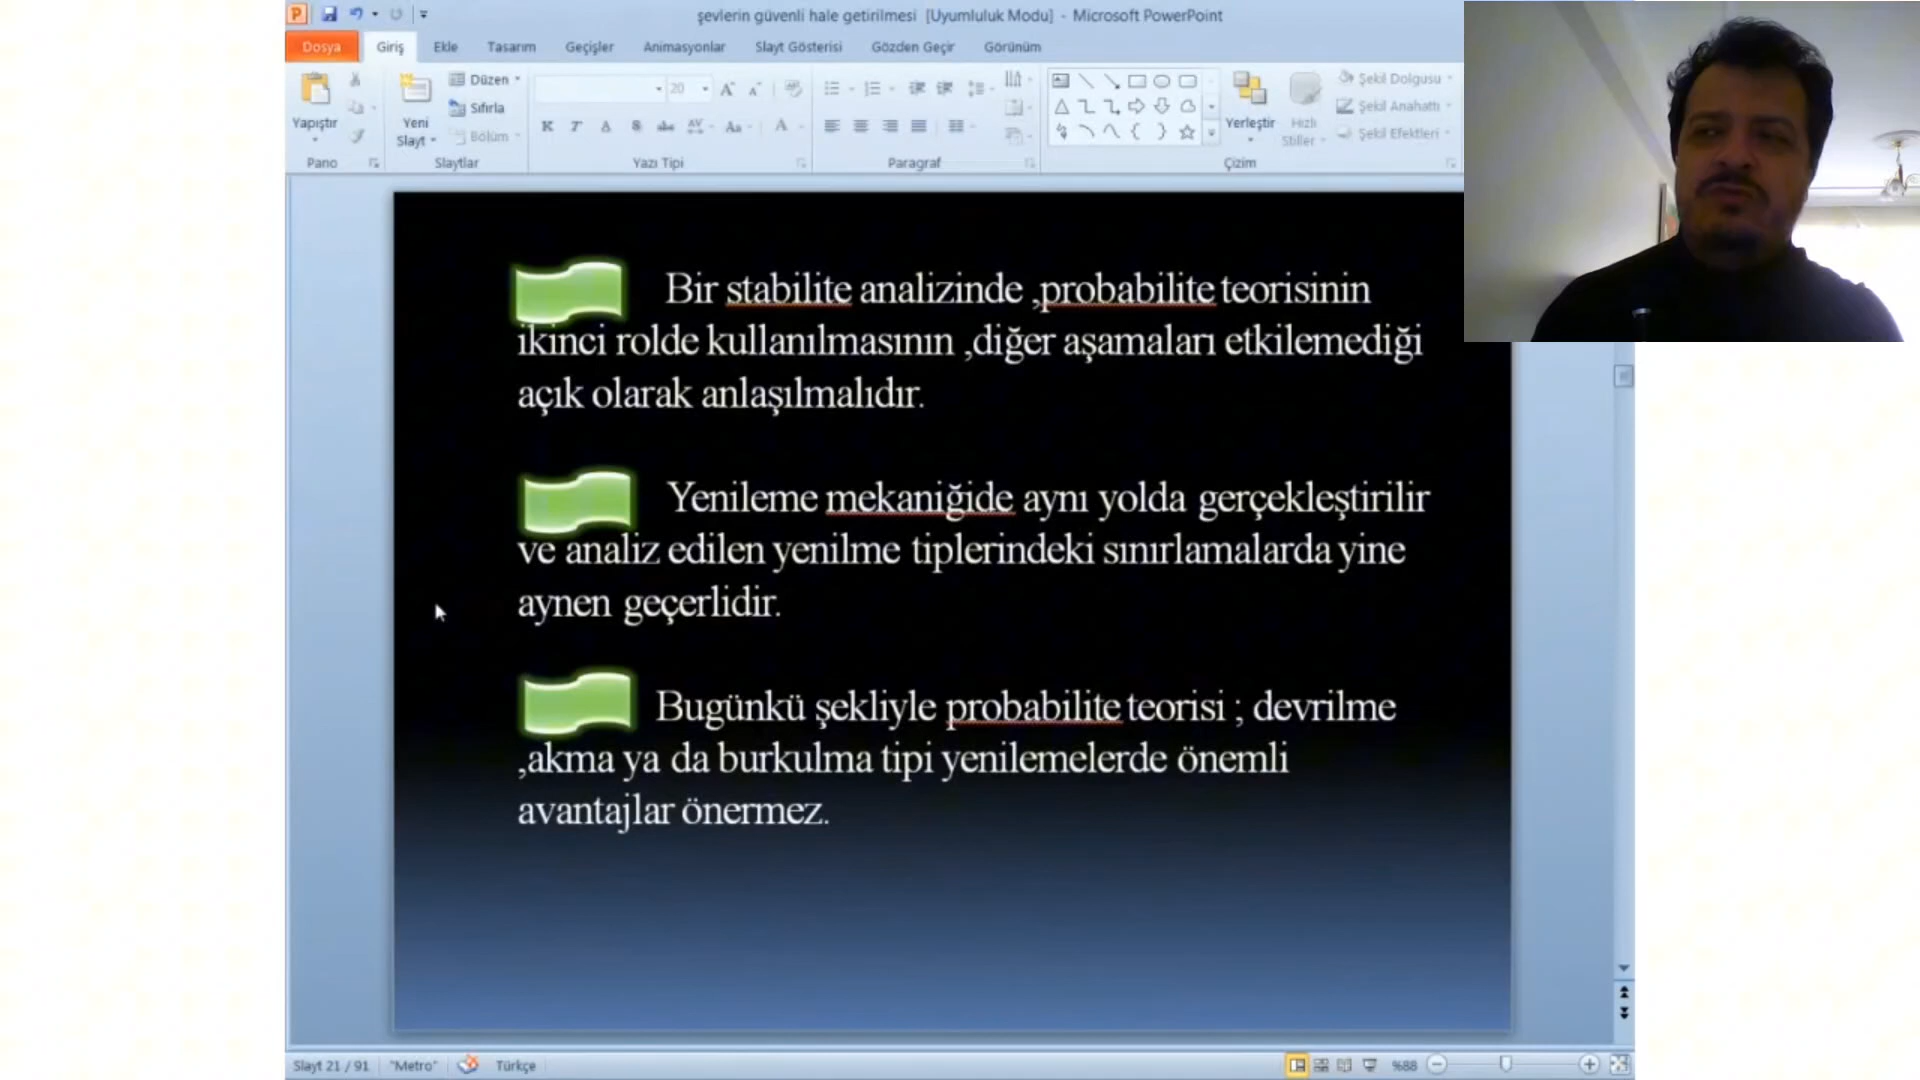 şevlerin güvenli hale getirilmesi [Uyumluluk Modu] - Microsoft PowerPoint
Dosya Giriş Ekle Tasarım Geçişler Animasyonlar Slayt Gösterisi Gözden Geçir Görünüm
Yapıştır
Yeni
Slayt
Düzen
Sıfırla
Bölüm
20
K T A S abc AV Aa A
Yerleştir
Hızlı
Stiller
Şekil Dolgusu
Şekil Anahattı
Şekil Efektleri
Pano Slaytlar Yazı Tipi Paragraf Çizim
Bir stabilite analizinde ,probabilite teorisinin
ikinci rolde kullanılmasının ,diğer aşamaları etkilemediği
açık olarak anlaşılmalıdır.
Yenileme mekaniğide aynı yolda gerçekleştirilir
ve analiz edilen yenilme tiplerindeki sınırlamalarda yine
aynen geçerlidir.
Bugünkü şekliyle probabilite teorisi ; devrilme
,akma ya da burkulma tipi yenilemelerde önemli
avantajlar önermez.
Slayt 21 / 91 "Metro" Türkçe %88